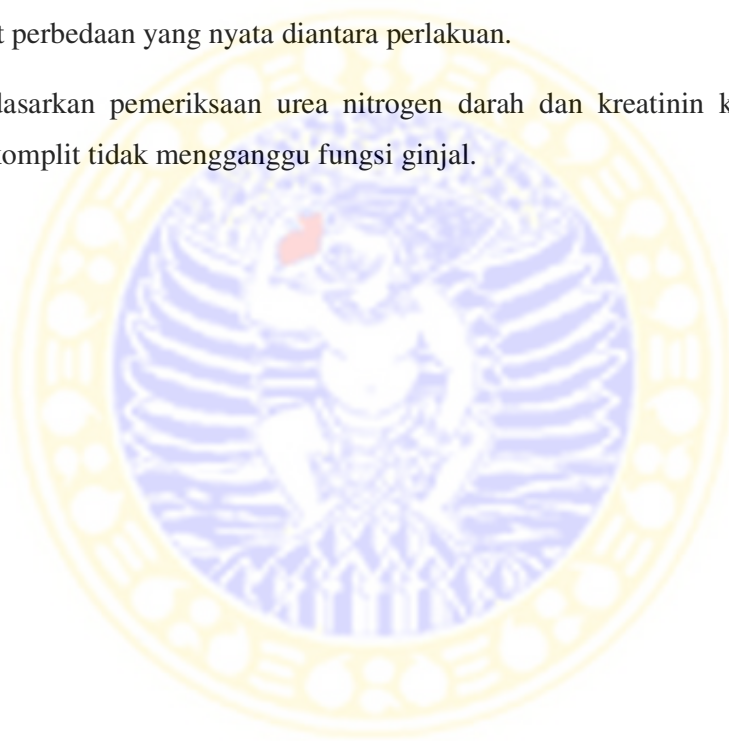 t perbedaan yang nyata diantara perlakuan.
dasarkan pemeriksaan urea nitrogen darah dan kreatinin k
komplit tidak mengganggu fungsi ginjal.